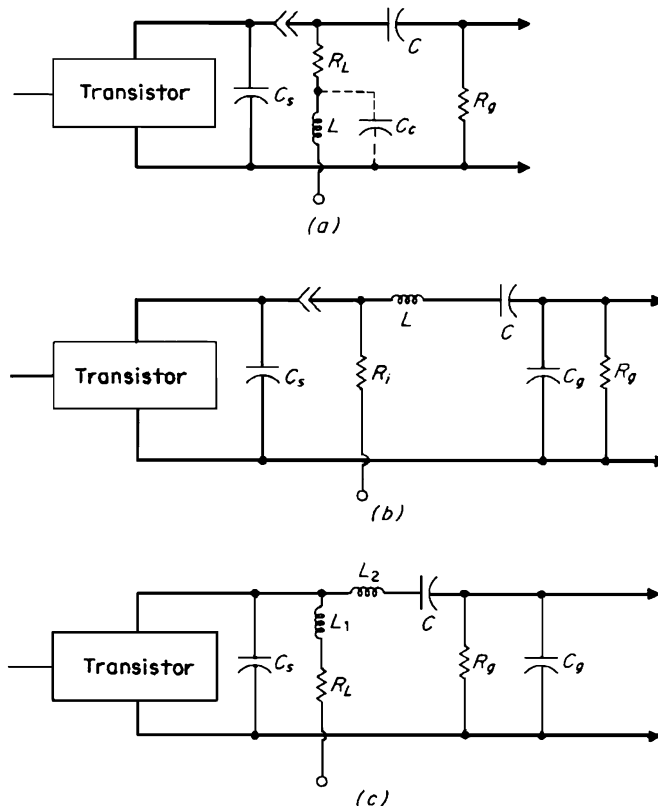 Transistor
C_s
R_L
L
C_c
C
R_g
(a)
Transistor
C_s
R_i
L
C
C_g
R_g
(b)
Transistor
C_s
L_1
R_L
L_2
C
R_g
C_g
(c)